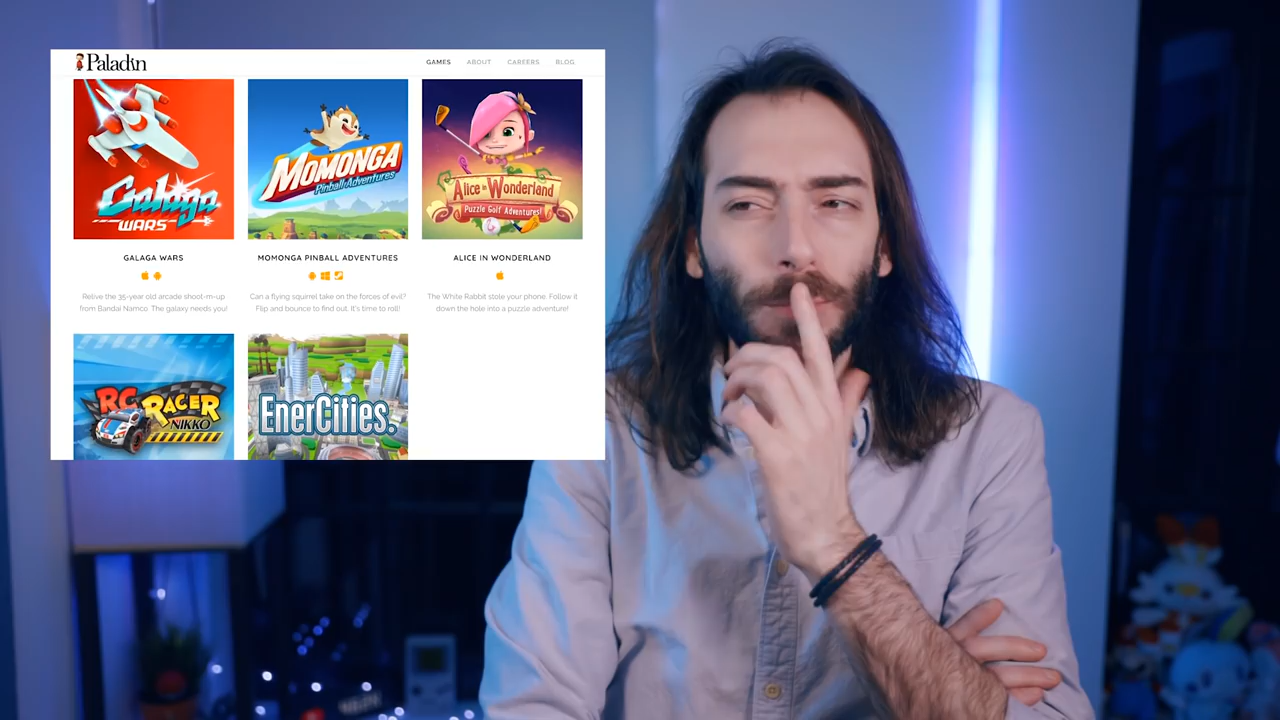 Paladin
GAMES ABOUT CAREERS BLOG
Galaga
WARS
MOMONGA
Pinball Adventures
Alice in Wonderland
Puzzle Golf Adventures!
GALAGA WARS
MOMONGA PINBALL ADVENTURES
ALICE IN WONDERLAND
Relive the 35-year old arcade shoot-m-up
from Bandai Namco. The galaxy needs you!
Can a flying squirrel take on the forces of evil?
Flip and bounce to find out. It's time to roll!
The White Rabbit stole your phone. Follow it
down the hole into a puzzle adventure!
RC
RACER
NIKKO
EnerCities.